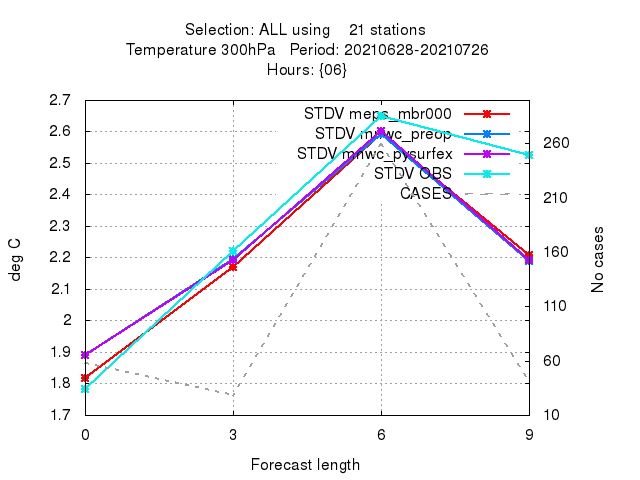 Selection: ALL using 21 stations
Temperature 300hPa Period: 20210628-20210726
Hours: {06}
2.7
2.6
2.5
2.4
2.3
2.2
2.1
2
1.9
1.8
1.7
deg C
STDV meps_mbr000
STDV mnwc_preop
STDV mnwc_pysurfex
STDV OBS
CASES
260
210
160
110
60
10
No cases
0 3 6 9
Forecast length